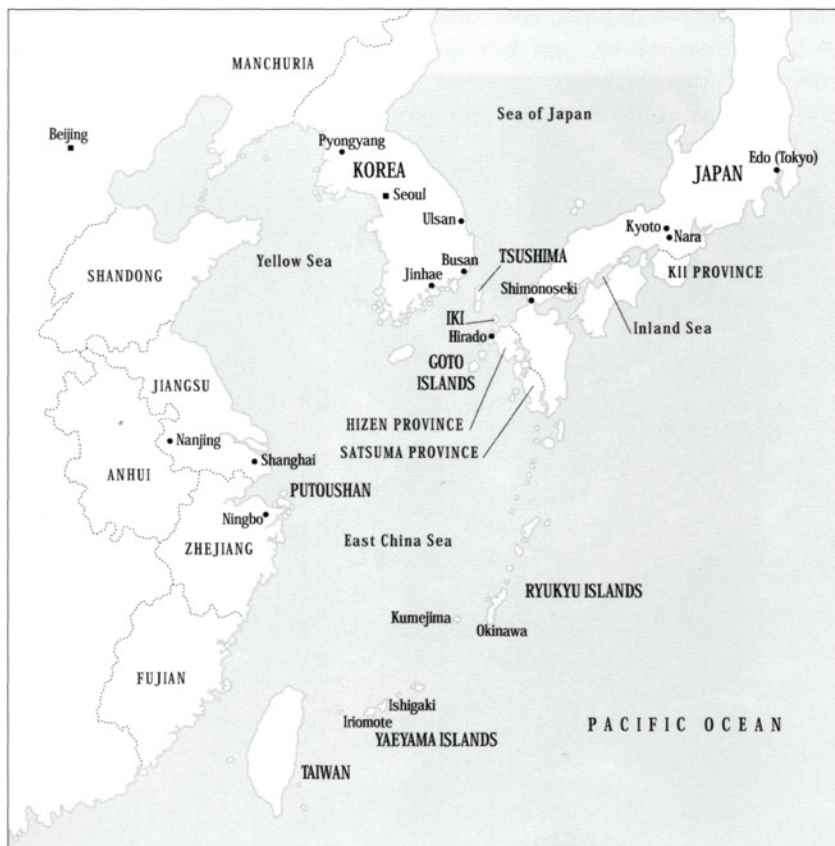 MANCHURIA
Sea of Japan
Beijing
Pyongyang
KOREA
Edo (Tokyo)
JAPAN
Seoul
Ulsan
Kyoto
Nara
Yellow Sea
Busan
TSUSHIMA
SHANDONG
Jinhae
Shimonoseki
KII PROVINCE
IKI
Inland Sea
Hirado
GOTO
ISLANDS
JIANGSU
HIZEN PROVINCE
Nanjing
SATSUMA PROVINCE
Shanghai
ANHUI
PUTOUSHAN
Ningbo
ZHEJIANG
East China Sea
RYUKYU ISLANDS
Kumejima
Okinawa
FUJIAN
Ishigaki
Iriomote
PACIFIC OCEAN
YAEYAMA ISLANDS
TAIWAN